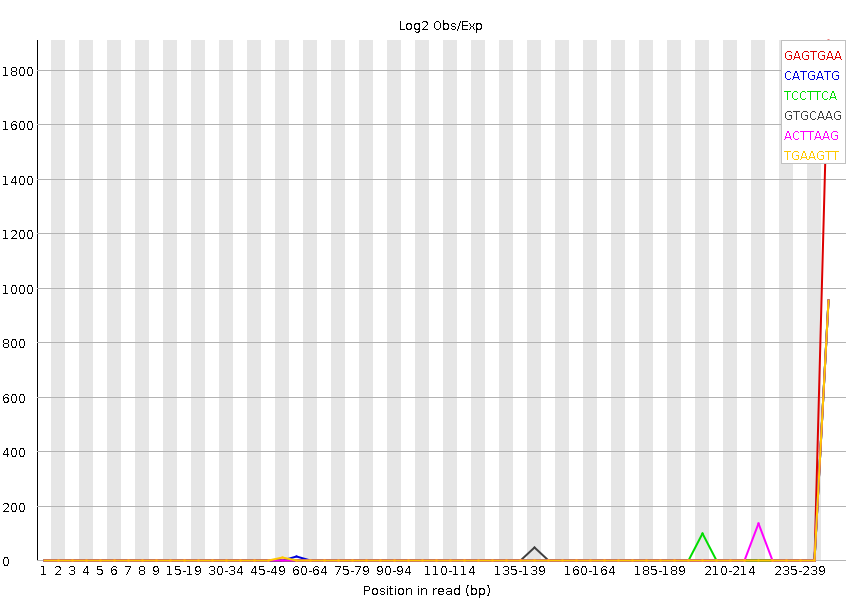 Log2 Obs/Exp
GAGTGAA
CATGATG
TCCTTCA
GTGCAAG
ACTTAAG
TGAAGTT
1800
1600
1400
1200
1000
800
600
400
200
0
1 2 3 4 5 6 7 8 9 15-19 30-34 45-49 60-64 75-79 90-94 110-114 135-139 160-164 185-189 210-214 235-239
Position in read (bp)